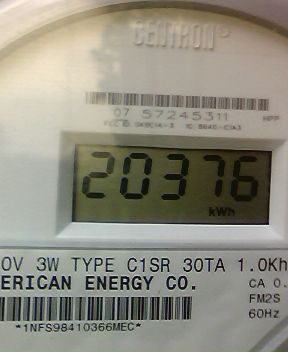 CENTRON®
07 57245311 HPP
20376
kWh
0V 3W TYPE C1SR 30TA 1.0Kh
ERICAN ENERGY CO. CA 0.
FM2S
60Hz
*1NFS98410366MEC*